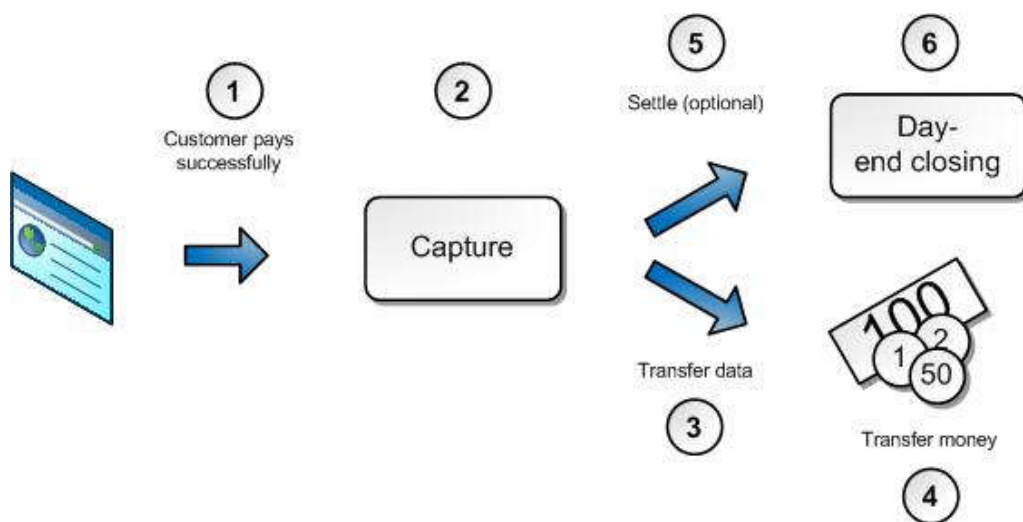 1
Customer pays
successfully
2
Capture
5
Settle (optional)
6
Day-
end closing
Transfer data
3
100
1
2
50
Transfer money
4